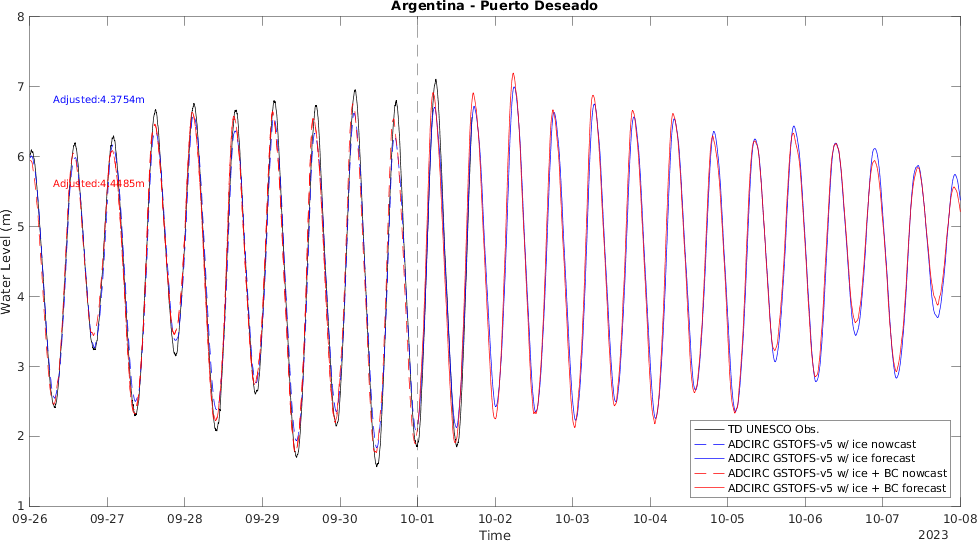 Argentina - Puerto Deseado
8
7
6
5
4
3
2
1
Water Level (m)
Adjusted:4.3754m
Adjusted:4.4485m
TD UNESCO Obs.
ADCIRC GSTOFS-v5 w/ ice nowcast
ADCIRC GSTOFS-v5 w/ ice forecast
ADCIRC GSTOFS-v5 w/ ice + BC nowcast
ADCIRC GSTOFS-v5 w/ ice + BC forecast
09-26 09-27 09-28 09-29 09-30 10-01 10-02 10-03 10-04 10-05 10-06 10-07 10-08
Time
2023